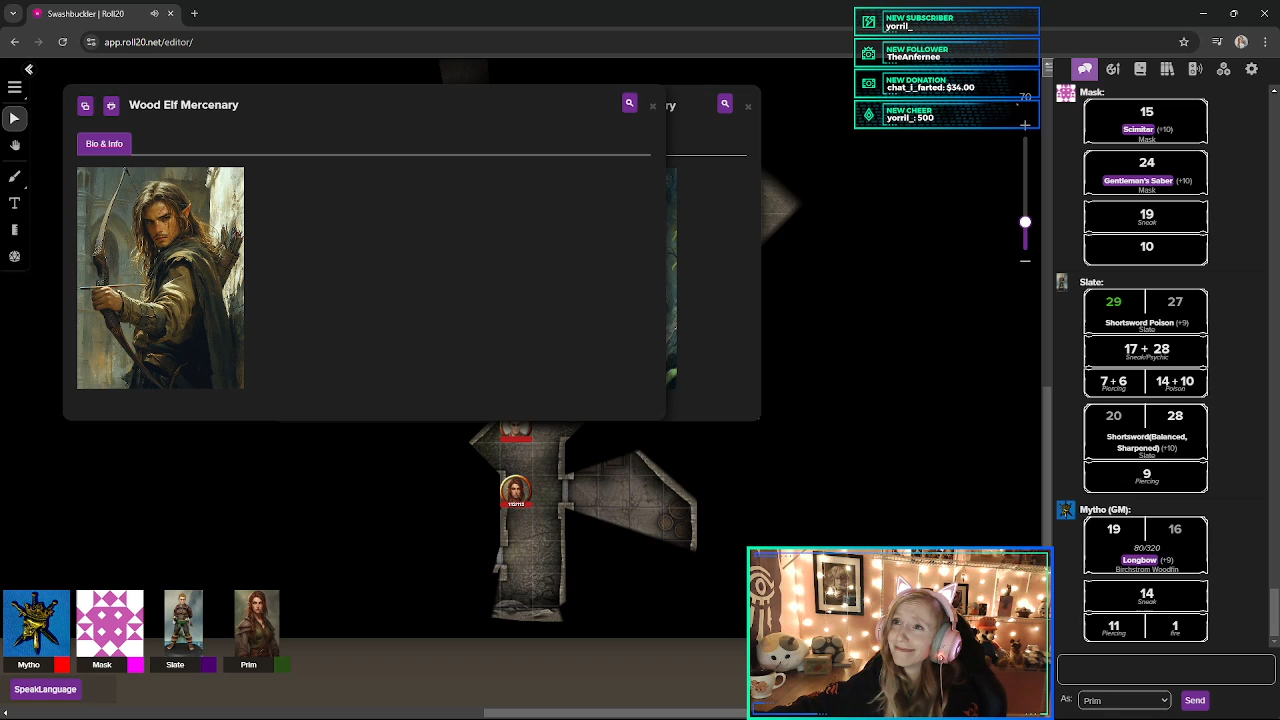 Swashbuckler
app.roll20.net/editor/
NEW SUBSCRIBER
yorril_
NEW FOLLOWER
TheAnfernee
NEW DONATION
chat_i_farted: $34.00
NEW CHEER
yorril_: 500
70
Wood Elf Mercenary
Bio & Info
Mask:
15
Scimitar (+10)
Mask
24
Gentleman's Saber (+10)
Mask
19
Sneak
10
Slate:
29 27
Shortsword Poison (+9)
Slate
17 + 28
Sneak/Psychic
7 + 6 14 + 10
Piercing Poison
20 28
Shortsword(Balanced,
Sharpened) (+10)
Slate
9
Piercing
Mytho (GM):
19 16
80/320
Longbow (+9)
Birchstrom Woodfin
14
Sneak
11 1
Piercing fire
Mytho
Mask
Slate
Prim
SpeakLanguage
As:
Prim
Send